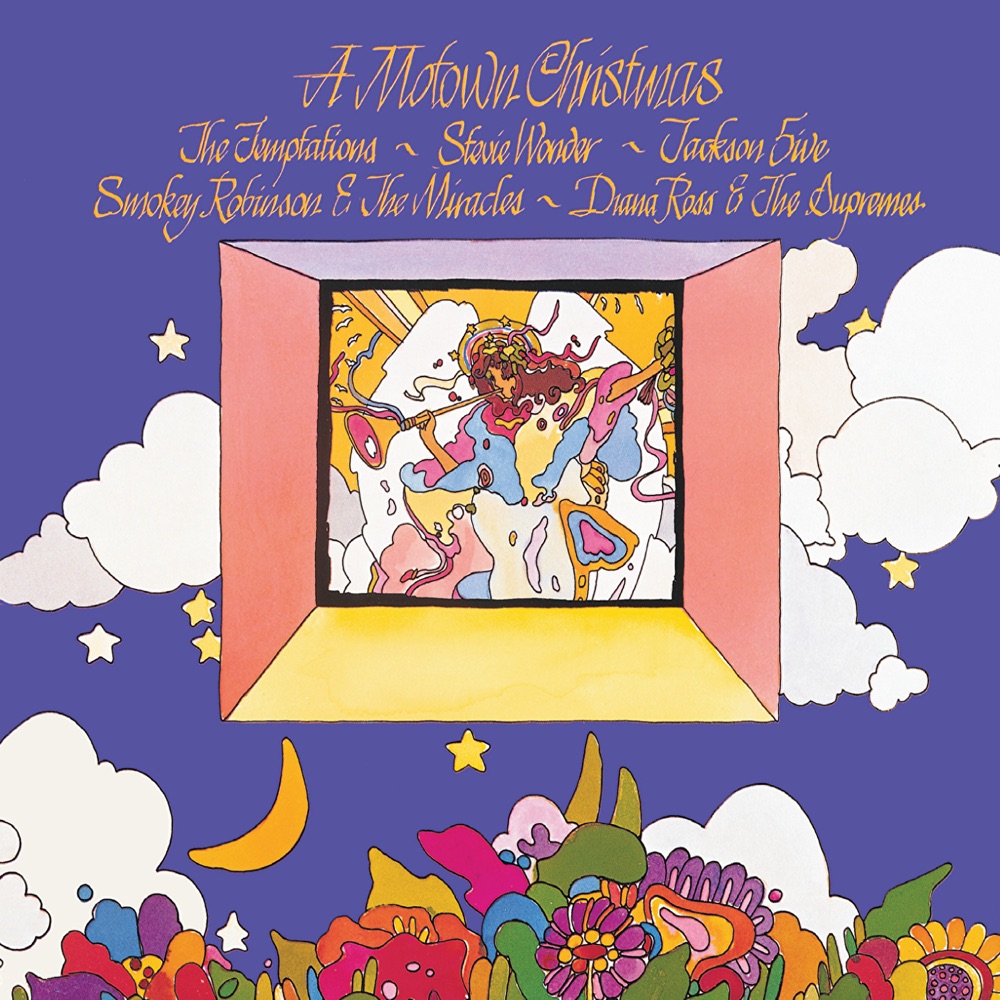 A Motown Christmas
The Temptations ~ Stevie Wonder ~ Jackson 5ive
Smokey Robinson & The Miracles ~ Diana Ross & The Supremes